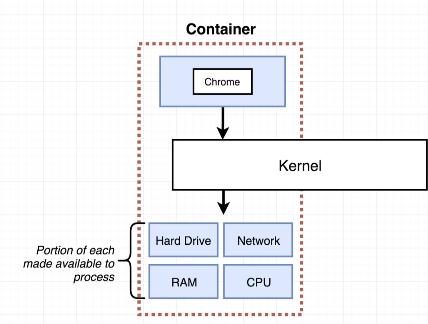 Container
Chrome
Kernel
Portion of each
made available to
process
Hard Drive
Network
RAM
CPU